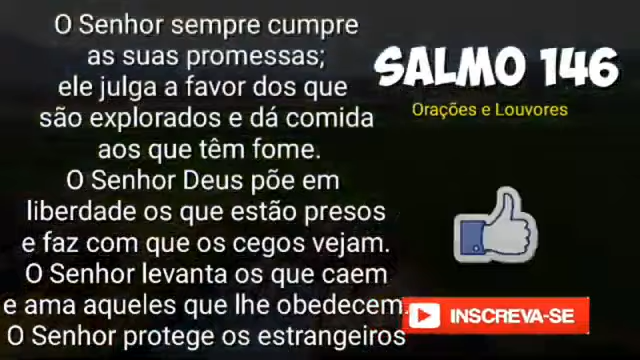 O Senhor sempre cumpre
as suas promessas;
ele julga a favor dos que
são explorados e dá comida
aos que têm fome.
O Senhor Deus põe em
liberdade os que estão presos
e faz com que os cegos vejam.
O Senhor levanta os que caem
e ama aqueles que lhe obedecem.
O Senhor protege os estrangeiros
SALMO 146
Orações e Louvores
INSCREVA-SE